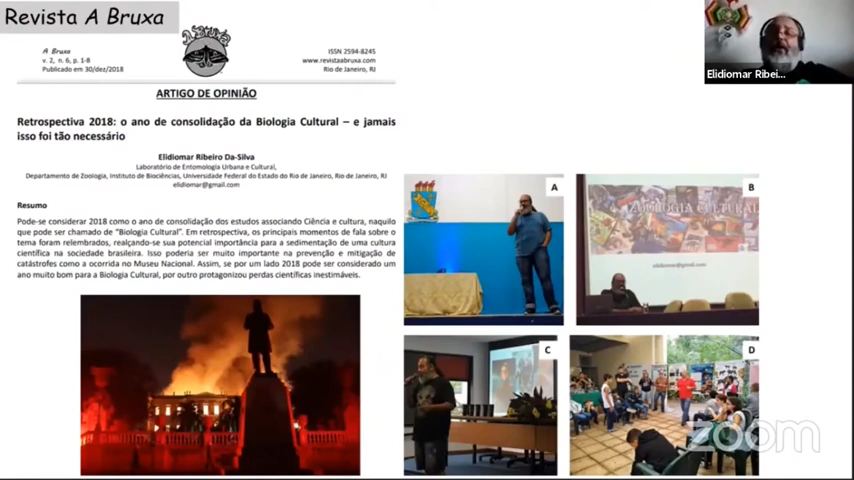 Revista A Bruxa
A BRUXA
A Bruxa
v. 2, n. 6, p. 1-8
Publicado em 30/dez/2018
ISSN 2594-8245
www.revistaabruxa.com
Rio de Janeiro, RJ
ARTIGO DE OPINIÃO
Retrospectiva 2018: o ano de consolidação da Biologia Cultural – e jamais
isso foi tão necessário
Elidiomar Ribeiro Da-Silva
Laboratório de Entomologia Urbana e Cultural,
Departamento de Zoologia, Instituto de Biociências, Universidade Federal do Estado do Rio de Janeiro, Rio de Janeiro, RJ
elidiomar@gmail.com
Resumo
Pode-se considerar 2018 como o ano de consolidação dos estudos associando Ciência e cultura, naquilo
que pode ser chamado de "Biologia Cultural". Em retrospectiva, os principais momentos de fala sobre o
tema foram relembrados, realçando-se sua potencial importância para a sedimentação de uma cultura
científica na sociedade brasileira. Isso poderia ser muito importante na prevenção e mitigação de
catástrofes como a ocorrida no Museu Nacional. Assim, se por um lado 2018 pode ser considerado um
ano muito bom para a Biologia Cultural, por outro protagonizou perdas científicas inestimáveis.
A
B
ZOOLOGIA CULTURAL
elidiomar@gmail.com
C
D
Elidiomar Ribei...
zoom